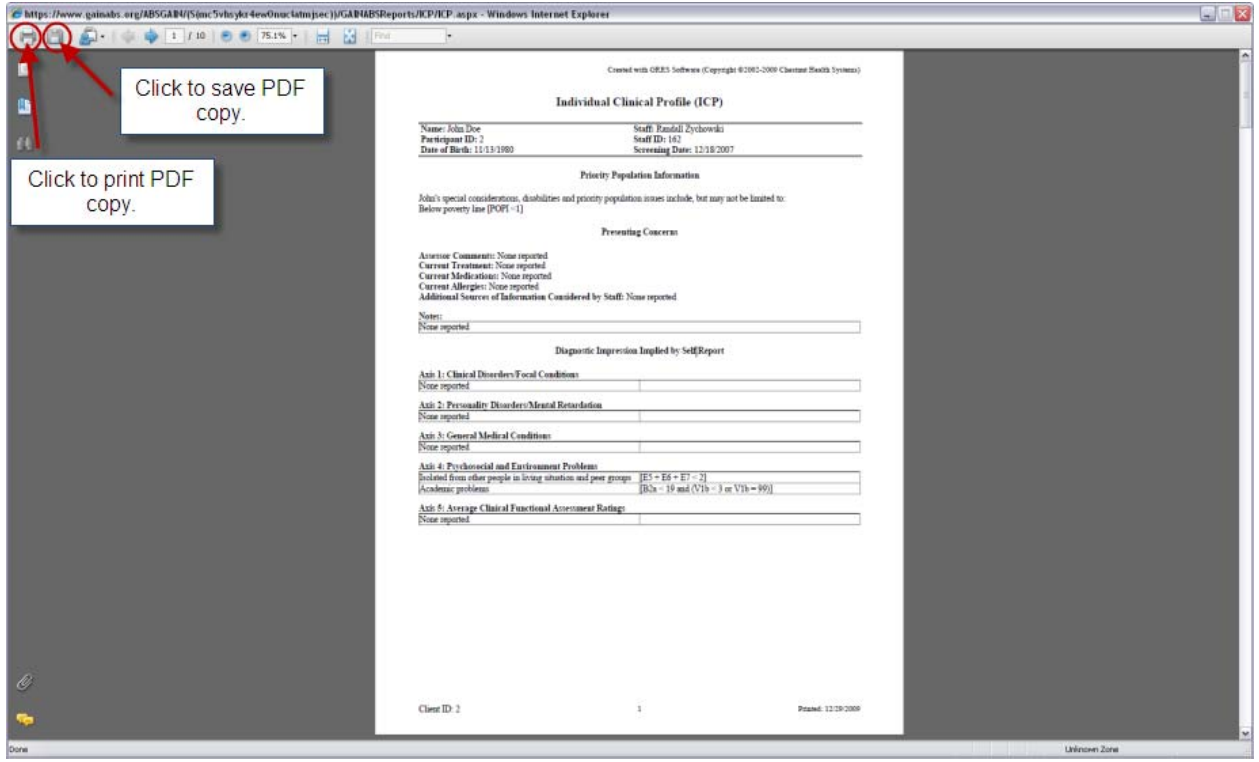 https://www.gainabs.org/ABSGAIN/(S(mc5vhsykr4ew0nuclatmjsec))/GAINABSReports/ICP/ICP.aspx - Windows Internet Explorer
1 / 10 75.1% Find
Click to save PDF
copy.
Click to print PDF
copy.
Created with GRRS Software (Copyright ©2002-2009 Chestnut Health Systems)
Individual Clinical Profile (ICP)
Name: John Doe Staff: Randall Zychowski
Participant ID: 2 Staff ID: 162
Date of Birth: 11/13/1980 Screening Date: 12/18/2007
Priority Population Information
John's special considerations, disabilities and priority population issues include, but may not be limited to:
Below poverty line [POPI <1]
Presenting Concerns
Assessor Comments: None reported
Current Treatment: None reported
Current Medications: None reported
Current Allergies: None reported
Additional Sources of Information Considered by Staff: None reported
Notes:
None reported
Diagnostic Impression Implied by Self Report
Axis 1: Clinical Disorders/Focal Conditions
None reported
Axis 2: Personality Disorders/Mental Retardation
None reported
Axis 3: General Medical Conditions
None reported
Axis 4: Psychosocial and Environment Problems
Isolated from other people in living situation and peer groups [E5 + E6 + E7 < 2]
Academic problems [B2a < 19 and (V1b < 3 or V1b = 99)]
Axis 5: Average Clinical Functional Assessment Ratings
None reported
Client ID: 2 1 Printed: 12/29/2009
Done Unknown Zone